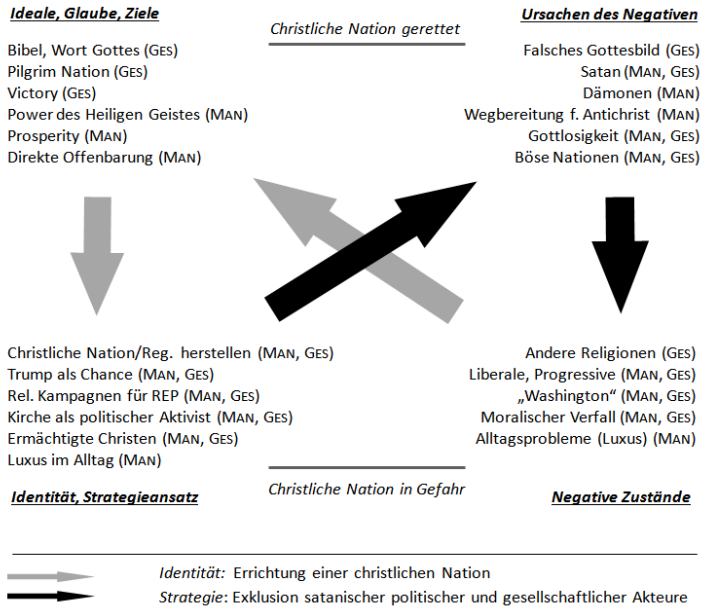 Ideale, Glaube, Ziele
Bibel, Wort Gottes (GES)
Pilgrim Nation (GES)
Victory (GES)
Power des Heiligen Geistes (MAN)
Prosperity (MAN)
Direkte Offenbarung (MAN)
Christliche Nation gerettet
Ursachen des Negativen
Falsches Gottesbild (GES)
Satan (MAN, GES)
Dämonen (MAN)
Wegbereitung f. Antichrist (MAN)
Gottlosigkeit (MAN, GES)
Böse Nationen (MAN, GES)
Christliche Nation/Reg. herstellen (MAN, GES)
Trump als Chance (MAN, GES)
Rel. Kampagnen für REP (MAN, GES)
Kirche als politischer Aktivist (MAN, GES)
Ermächtigte Christen (MAN, GES)
Luxus im Alltag (MAN)
Identität, Strategieansatz
Christliche Nation in Gefahr
Andere Religionen (GES)
Liberale, Progressive (MAN, GES)
„Washington“ (MAN, GES)
Moralischer Verfall (MAN, GES)
Alltagsprobleme (Luxus) (MAN)
Negative Zustände
Identität: Errichtung einer christlichen Nation
Strategie: Exklusion satanischer politischer und gesellschaftlicher Akteure